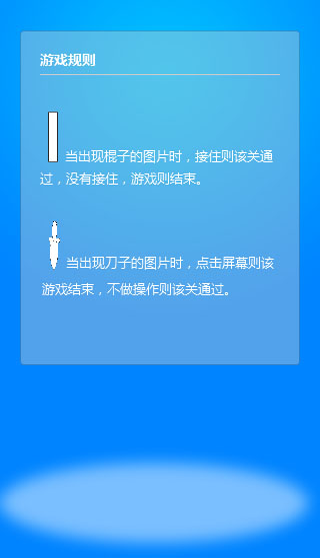 游戏规则
当出现棍子的图片时，接住则该关通
过，没有接住，游戏则结束。
当出现刀子的图片时，点击屏幕则该
游戏结束，不做操作则该关通过。